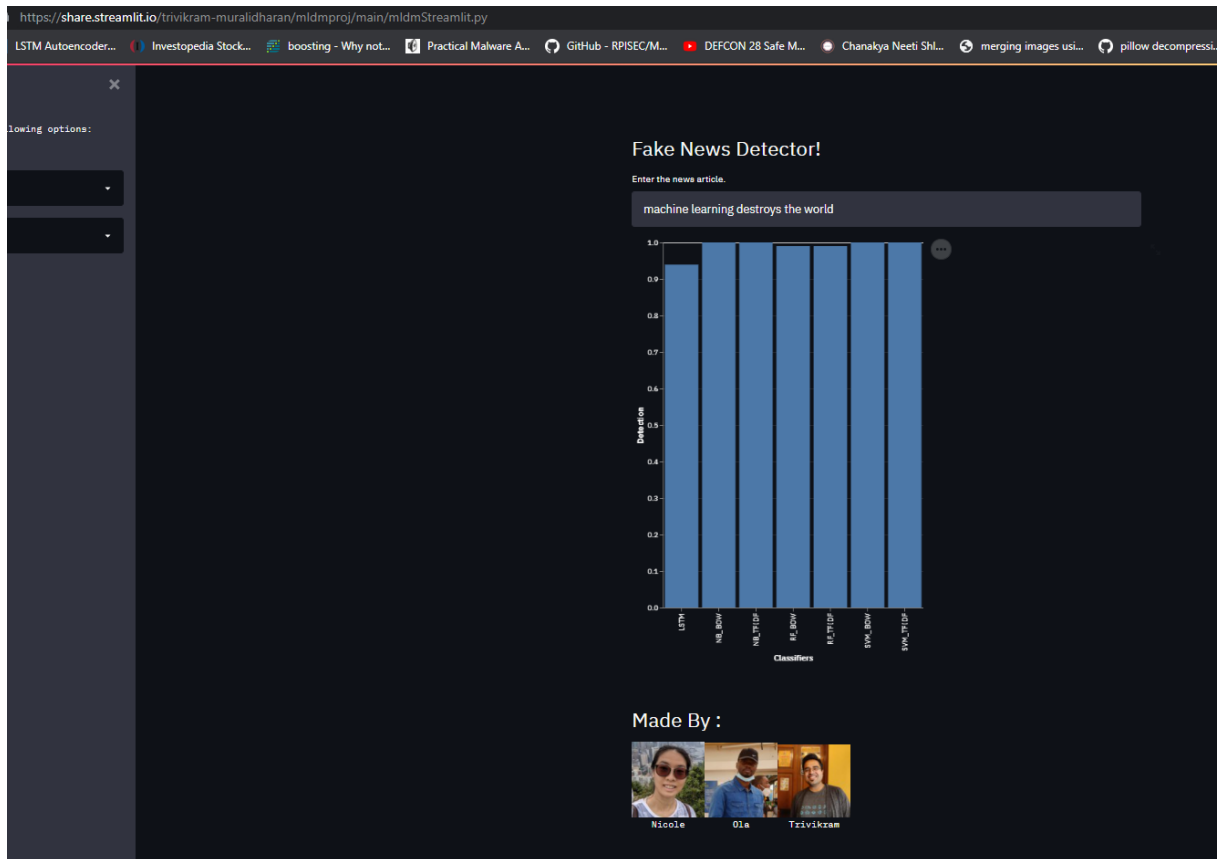 https://share.streamlit.io/trivikram-muralidharan/mldmproj/main/mldmStreamlit.py
LSTM Autoencoder... Investopedia Stock... boosting - Why not... Practical Malware A... GitHub - RPISEC/M... DEFCON 28 Safe M... Chanakya Neeti Shl... merging images usi... pillow decompressi..
lowing options:
Fake News Detector!
Enter the news article.
machine learning destroys the world
1.0
0.9
0.8
0.7
0.6
0.5
0.4
0.3
0.2
0.1
0.0
Detection
LSTM
NB_BOW
NB_TFIDF
RF_BOW
RF_TFIDF
SVM_BOW
SVM_TFIDF
Classifiers
Made By :
Nicole Ola Trivikram